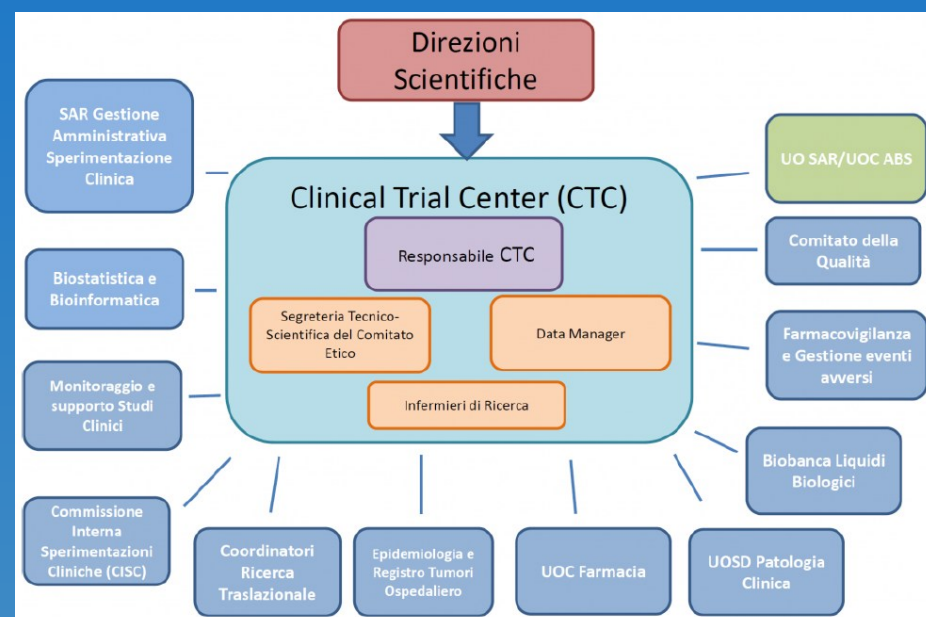 Direzioni
Scientifiche
SAR Gestione
Amministrativa
Sperimentazione
Clinica
UO SAR/UOC ABS
Clinical Trial Center (CTC)
Responsabile CTC
Comitato della
Qualità
Biostatistica e
Bioinformatica
Segreteria Tecnico-
Scientifica del Comitato
Etico
Data Manager
Farmacovigilanza
e Gestione eventi
avversi
Monitoraggio e
supporto Studi
Clinici
Infermieri di Ricerca
Biobanca Liquidi
Biologici
Commissione
Interna
Sperimentazioni
Cliniche (CISC)
Coordinatori
Ricerca
Traslazionale
Epidemiologia e
Registro Tumori
Ospedaliero
UOC Farmacia
UOSD Patologia
Clinica